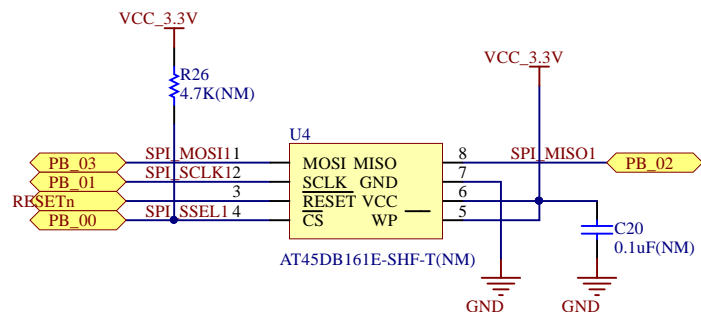 VCC_3.3V
R26
4.7K(NM)
VCC_3.3V
U4
PB_03 SPI_MOSI1 1 MOSI MISO 8 SPI_MISO1 PB_02
PB_01 SPI_SCLK1 2 SCLK GND 7
RESETn 3 RESET VCC 6
PB_00 SPI_SSEL1 4 CS WP 5
C20
0.1uF(NM)
AT45DB161E-SHF-T(NM)
GND GND